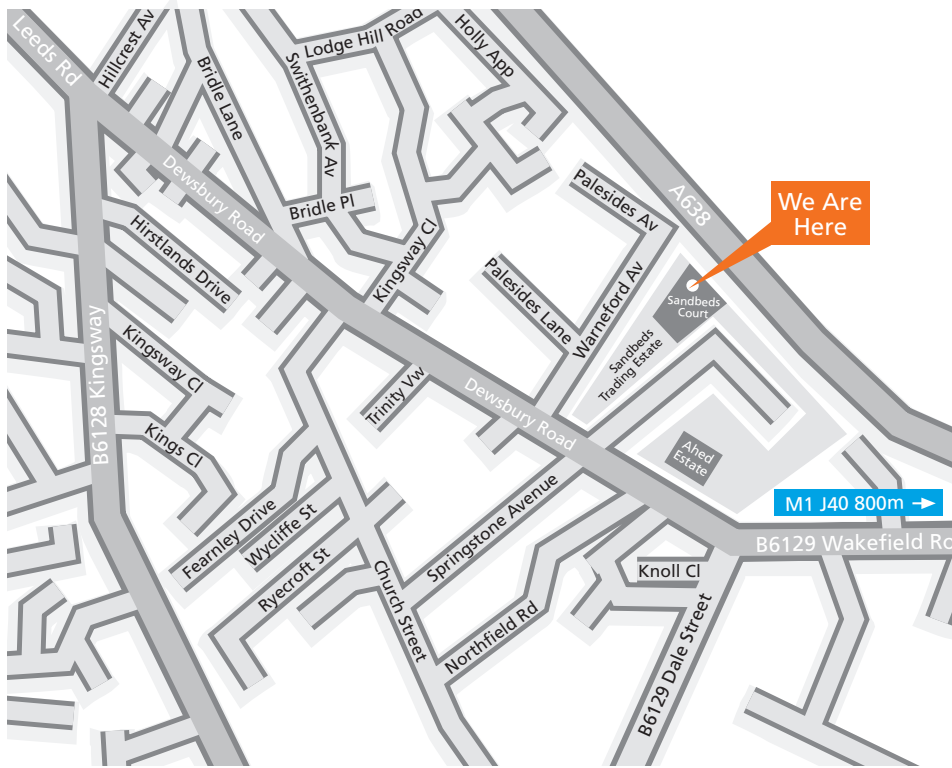 Leeds Rd
Hillcrest Av
Bridle Lane
Swithenbank Av
Lodge Hill Road
Holly App
Dewsbury Road
Bridle Pl
Kingsway Cl
Hirstlands Drive
Palesides Av
A638
We Are
Here
Palesides Lane
Warneford Av
Sandbeds
Court
Sandbeds
Trading Estate
B6128 Kingsway
Kingsway Cl
Kings Cl
Trinity Vw
Dewsbury Road
Ahed
Estate
M1 J40 800m
Fearnley Drive
Wycliffe St
Ryecroft St
Church Street
Springstone Avenue
Northfield Rd
Knoll Cl
B6129 Wakefield Ro
B6129 Dale Street